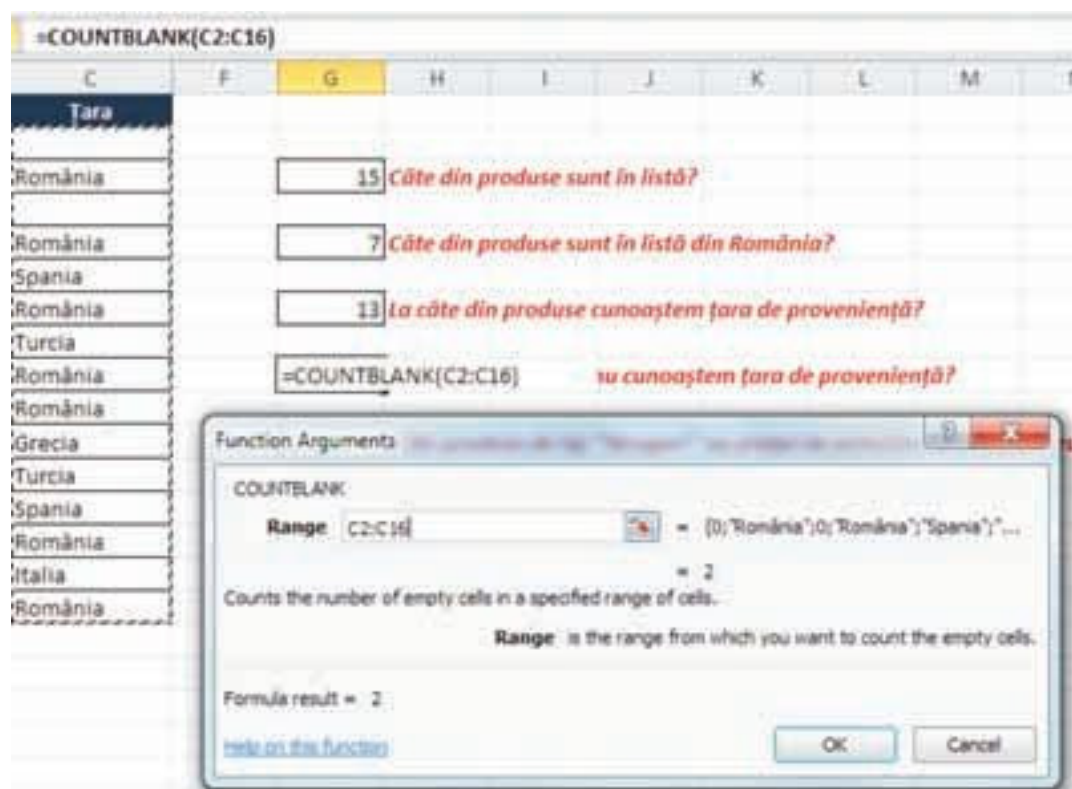 =COUNTBLANK(C2:C16)
C F G H I J K L M
Țara
România 15 Câte din produse sunt în listă?
România 7 Câte din produse sunt în listă din România?
Spania
România 13 La câte din produse cunoaștem țara de proveniență?
Turcia
România =COUNTBLANK(C2:C16) nu cunoaștem țara de proveniență?
România
Grecia
Turcia
Spania
România
Italia
România
Function Arguments
COUNTBLANK
Range C2:C16 = {0;"România";0;"România";"Spania";"...
= 2
Counts the number of empty cells in a specified range of cells.
Range is the range from which you want to count the empty cells.
Formula result = 2
Help on this function
OK Cancel